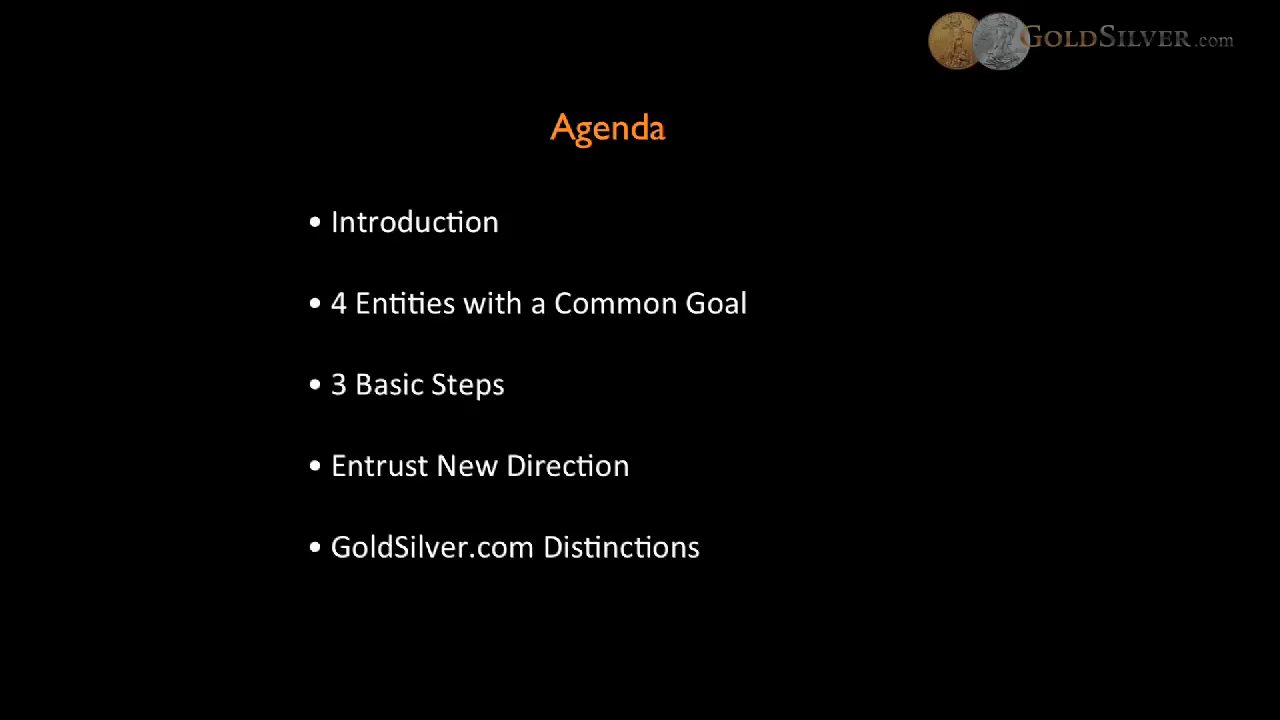 GOLDSILVER.com
Agenda
• Introduction
• 4 Entities with a Common Goal
• 3 Basic Steps
• Entrust New Direction
• GoldSilver.com Distinctions